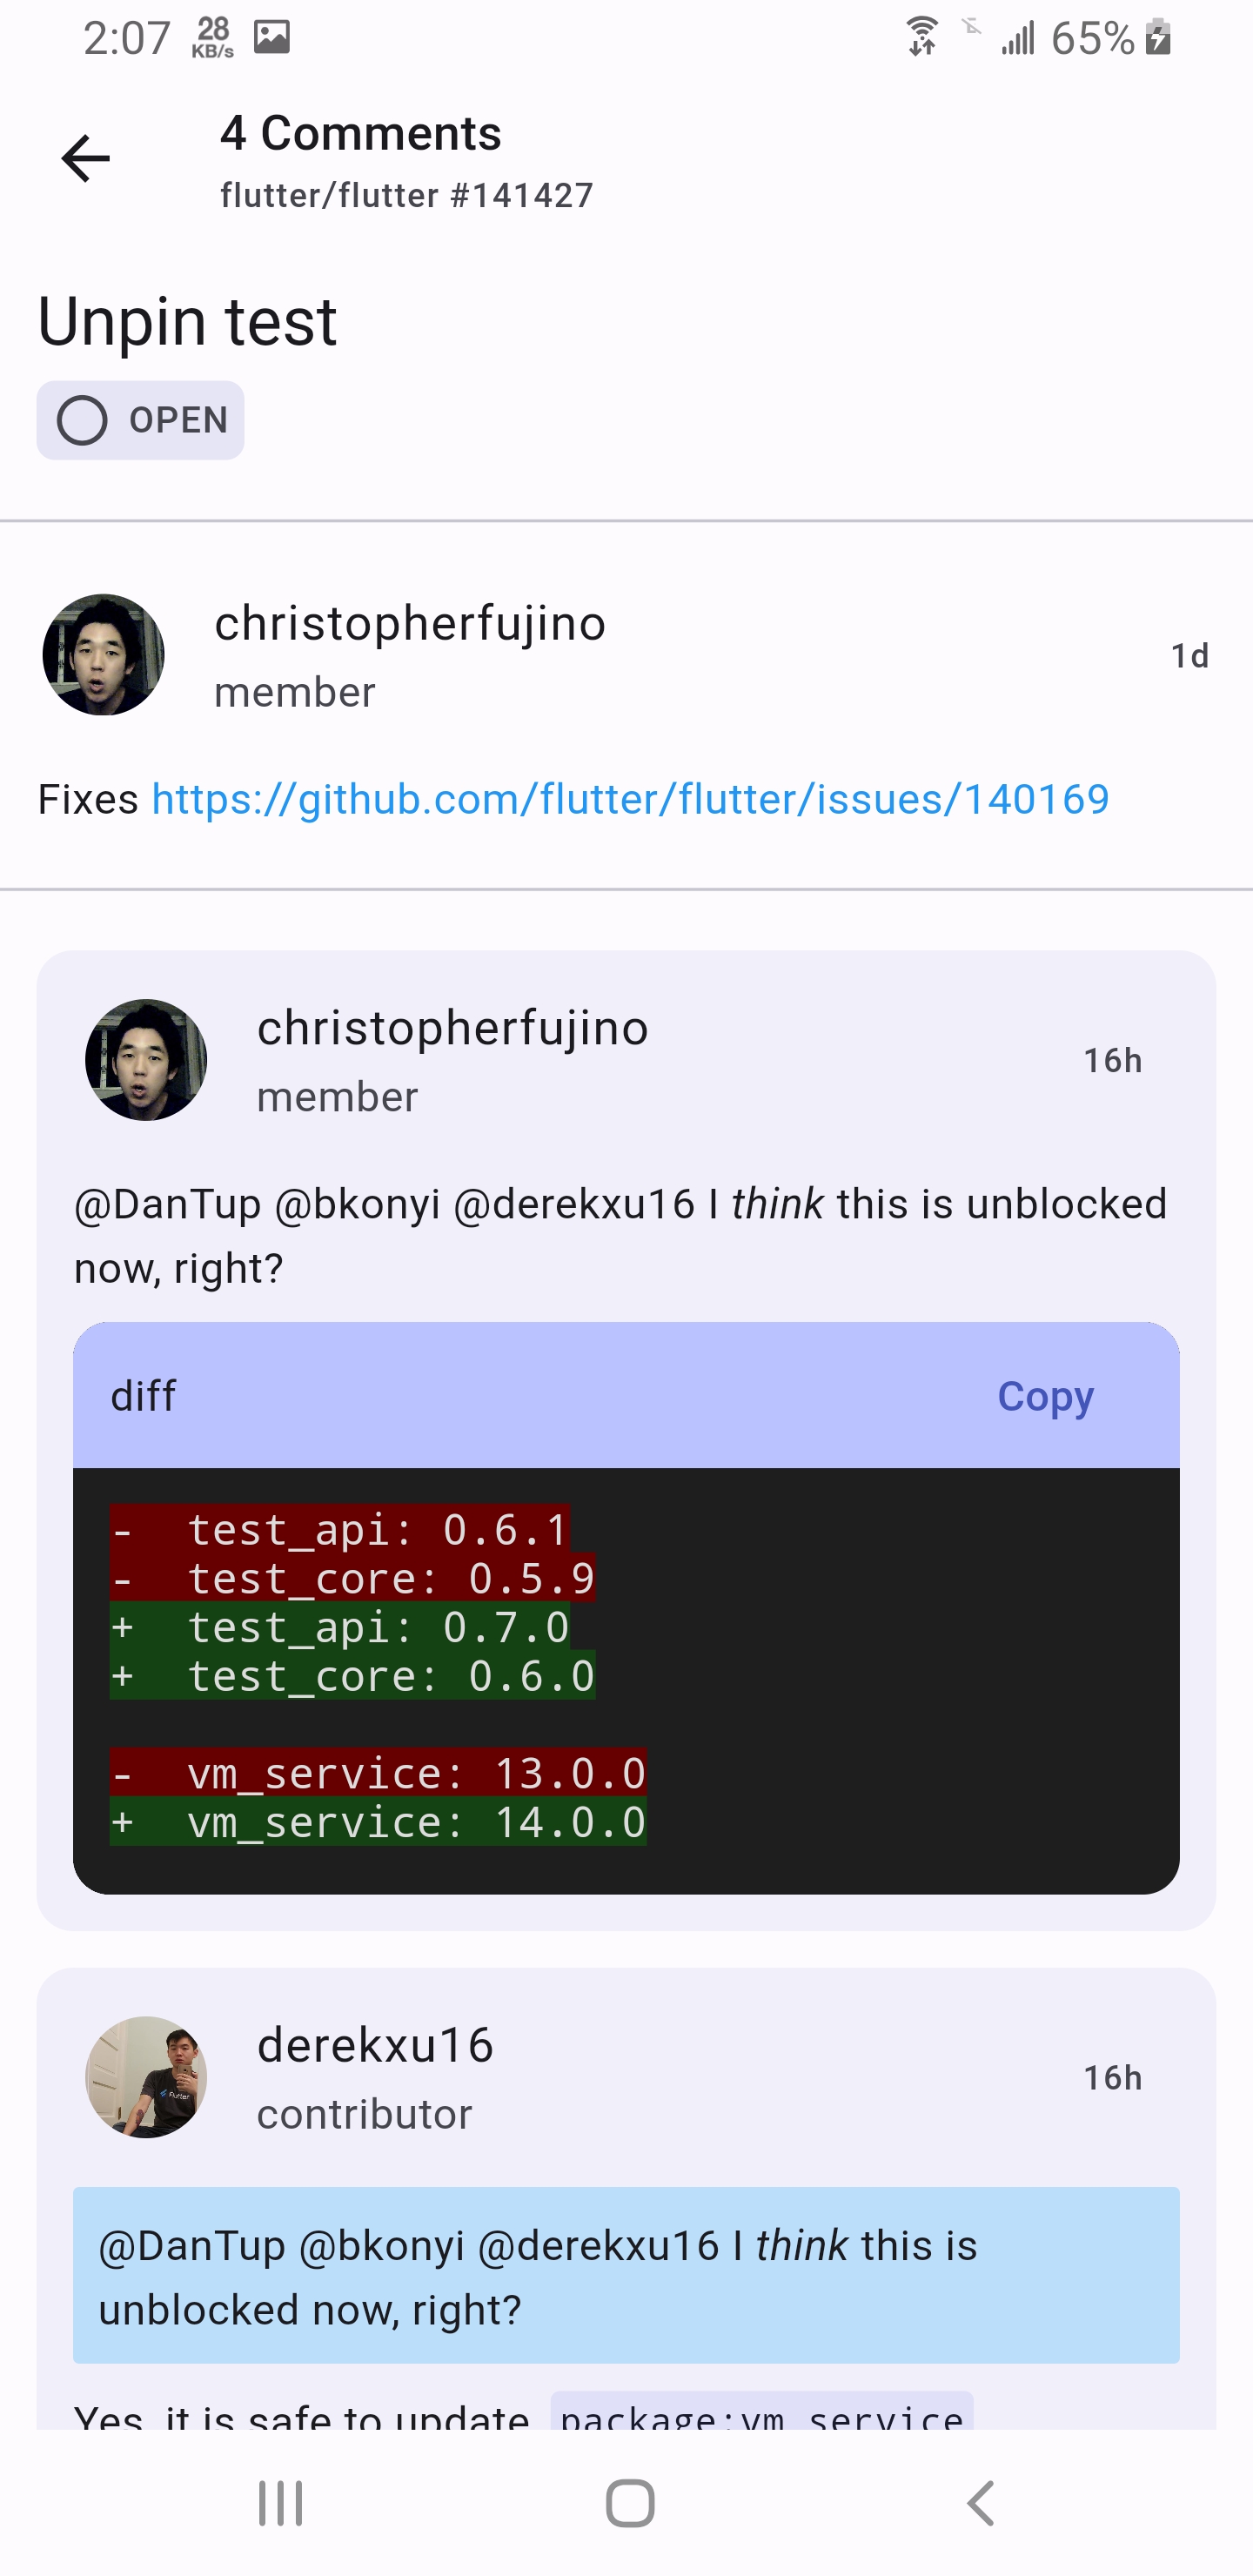 2:07 28 KB/s 65%
4 Comments
flutter/flutter #141427
Unpin test
OPEN
christopherfujino
member
1d
Fixes https://github.com/flutter/flutter/issues/140169
christopherfujino
member
16h
@DanTup @bkonyi @derekxu16 I think this is unblocked
now, right?
diff
Copy
-  test_api: 0.6.1
-  test_core: 0.5.9
+  test_api: 0.7.0
+  test_core: 0.6.0
-  vm_service: 13.0.0
+  vm_service: 14.0.0
derekxu16
contributor
16h
Flutter
@DanTup @bkonyi @derekxu16 I think this is
unblocked now, right?
Yes, it is safe to update package:vm_service